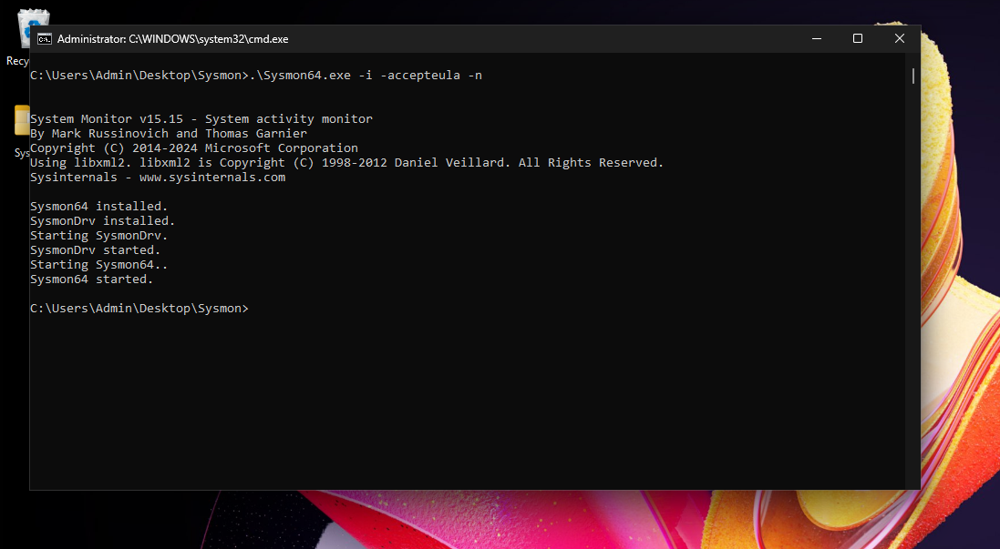 Administrator: C:\WINDOWS\system32\cmd.exe
Recy
C:\Users\Admin\Desktop\Sysmon>.\Sysmon64.exe -i -accepteula -n
System Monitor v15.15 - System activity monitor
By Mark Russinovich and Thomas Garnier
Copyright (C) 2014-2024 Microsoft Corporation
Using libxml2. libxml2 is Copyright (C) 1998-2012 Daniel Veillard. All Rights Reserved.
Sysinternals - www.sysinternals.com
Sys
Sysmon64 installed.
SysmonDrv installed.
Starting SysmonDrv.
SysmonDrv started.
Starting Sysmon64..
Sysmon64 started.
C:\Users\Admin\Desktop\Sysmon>